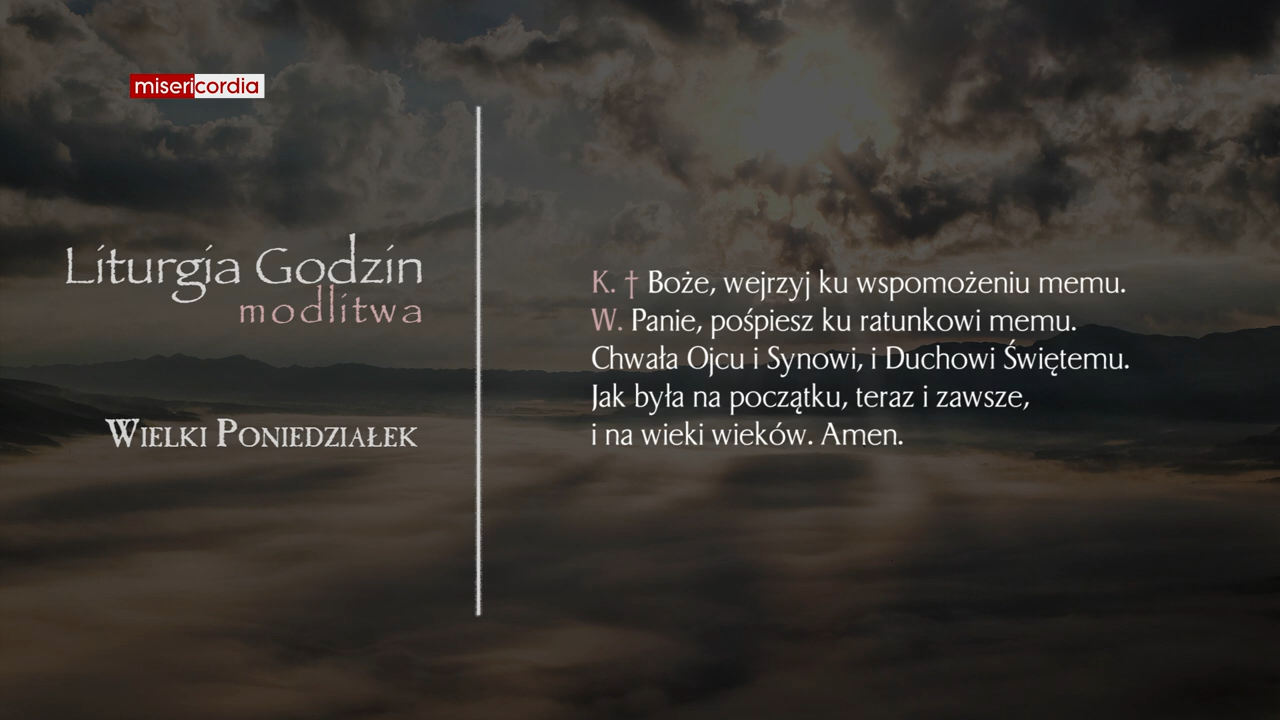 misericordia
Liturgia Godzin
modlitwa
Wielki Poniedziałek
K. † Boże, wejrzyj ku wspomożeniu memu.
W. Panie, pośpiesz ku ratunkowi memu.
Chwała Ojcu i Synowi, i Duchowi Świętemu.
Jak była na początku, teraz i zawsze,
i na wieki wieków. Amen.